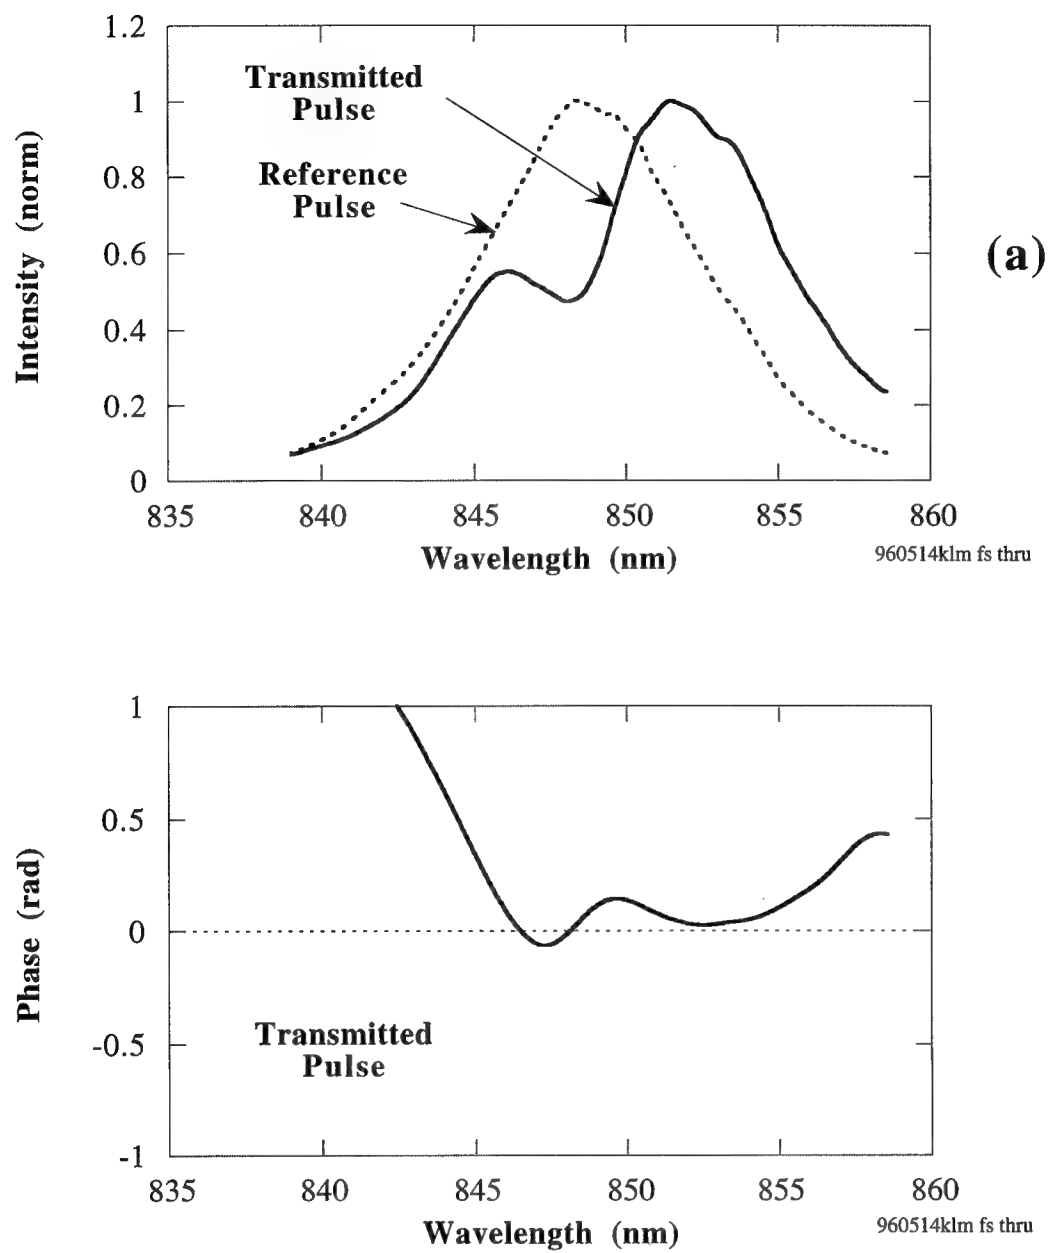 1.2
1
0.8
0.6
0.4
0.2
0
Intensity (norm)
Transmitted
Pulse
Reference
Pulse
(a)
835 840 845 850 855 860
Wavelength (nm)
960514klm fs thru
1
0.5
0
-0.5
-1
Phase (rad)
Transmitted
Pulse
835 840 845 850 855 860
Wavelength (nm)
960514klm fs thru